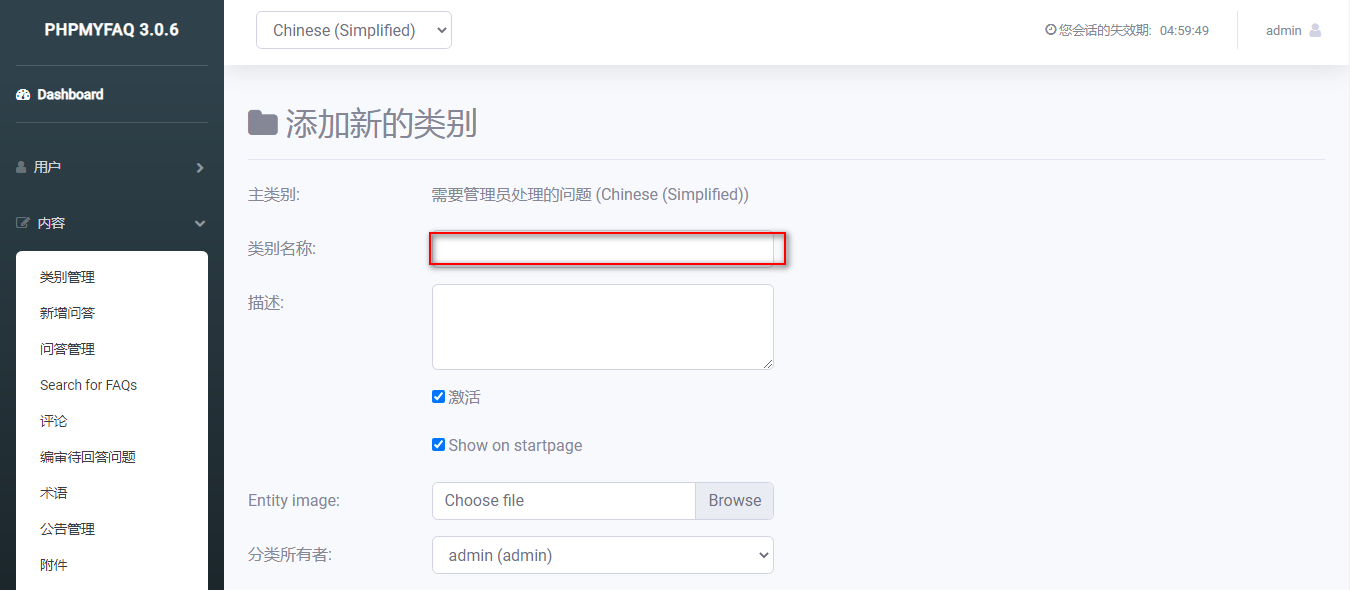 PHPMYFAQ 3.0.6
Dashboard
用户
内容
类别管理
新增问答
问答管理
Search for FAQs
评论
编审待回答问题
术语
公告管理
附件
Chinese (Simplified)
您会话的失效期: 04:59:49
admin
添加新的类别
主类别:
需要管理员处理的问题 (Chinese (Simplified))
类别名称:
描述:
激活
Show on startpage
Entity image:
Choose file
Browse
分类所有者:
admin (admin)